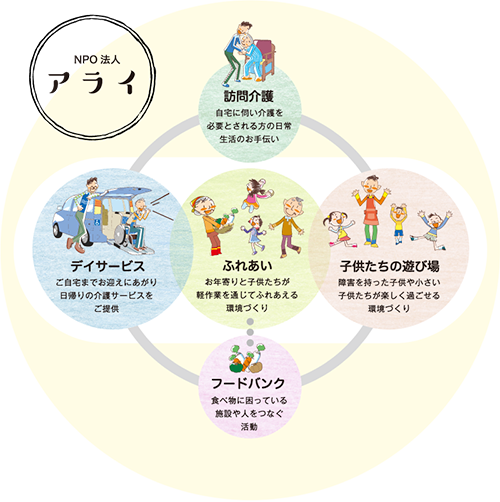 NPO 法人
アライ
訪問介護
自宅に伺い介護を
必要とされる方の日常
生活のお手伝い
デイサービス
ご自宅までお迎えにあがり
日帰りの介護サービスを
ご提供
ふれあい
お年寄りと子供たちが
軽作業を通じてふれあえる
環境づくり
子供たちの遊び場
障害を持った子供や小さい
子供たちが楽しく過ごせる
環境づくり
フードバンク
食べ物に困っている
施設や人をつなぐ
活動